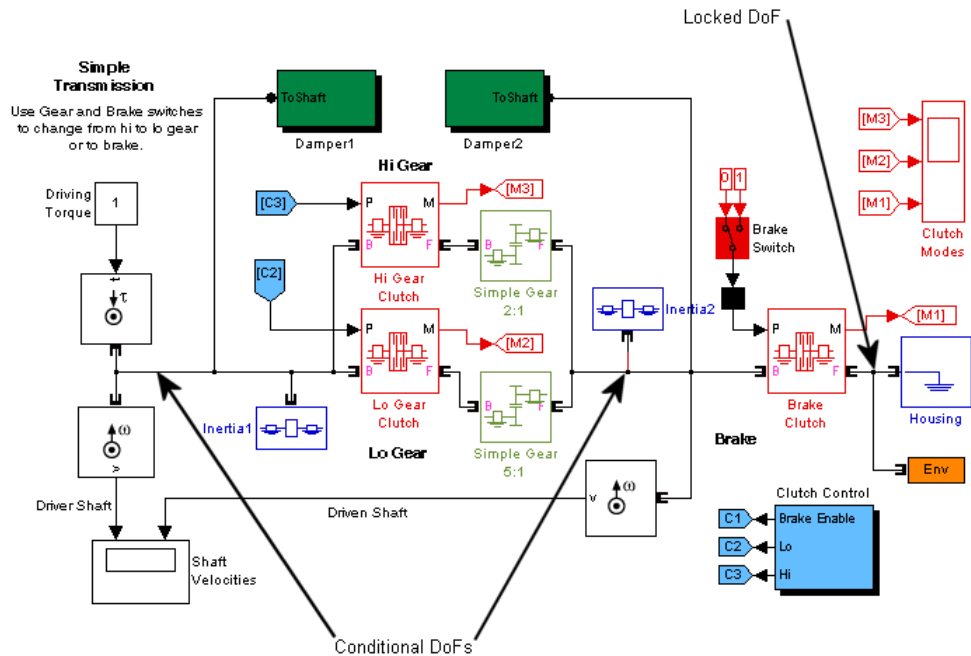 Locked DoF
Simple
Transmission
Use Gear and Brake switches
to change from hi to lo gear
or to brake.
ToShaft
Damper1
ToShaft
Damper2
[M3]
[M2]
[M1]
Clutch
Modes
Driving
Torque
1
Hi Gear
[C3]
P
M
B
F
[M3]
Hi Gear
Clutch
B
F
Simple Gear
2:1
0
1
Brake
Switch
[C2]
t
τ
Inertia2
P
M
B
F
[M2]
Lo Gear
Clutch
B
F
Simple Gear
5:1
P
M
B
F
[M1]
Brake
Clutch
Housing
Inertia1
Lo Gear
Brake
ω
v
Driver Shaft
v
ω
Driven Shaft
Env
Shaft
Velocities
Clutch Control
C1
Brake Enable
C2
Lo
C3
Hi
Conditional DoFs